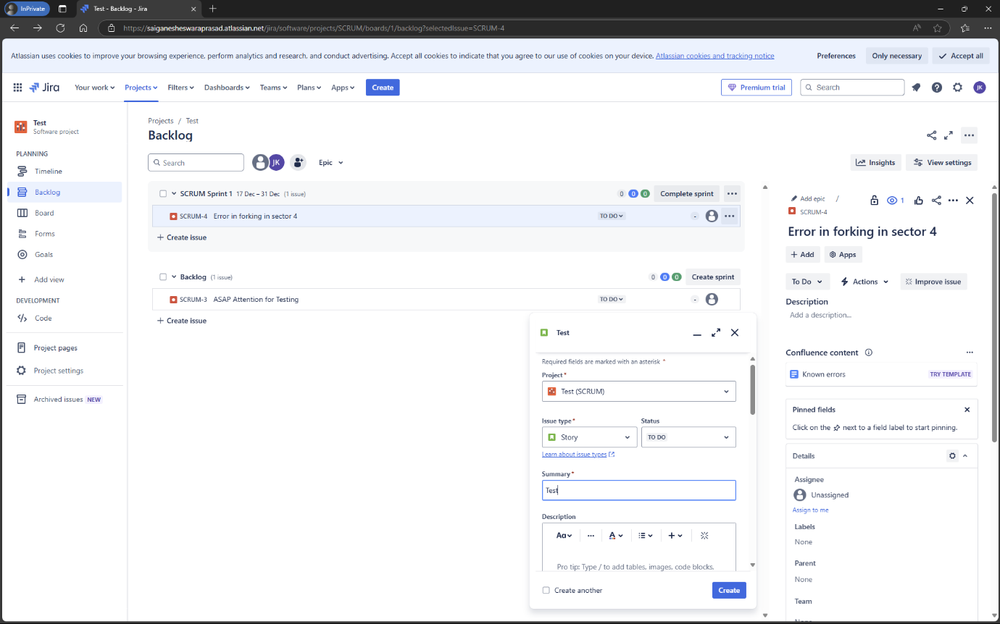 InPrivate
Test - Backlog - Jira
https://saiganesheswaraprasad.atlassian.net/jira/software/projects/SCRUM/boards/1/backlog?selectedIssue=SCRUM-4
Atlassian uses cookies to improve your browsing experience, perform analytics and research, and conduct advertising. Accept all cookies to indicate that you agree to our use of cookies on your device. Atlassian cookies and tracking notice
Preferences
Only necessary
Accept all
Jira
Your work
Projects
Filters
Dashboards
Teams
Plans
Apps
Create
Premium trial
Search
JK
Test
Software project
PLANNING
Timeline
Backlog
Board
Forms
Goals
Add view
DEVELOPMENT
Code
Project pages
Project settings
Archived issues NEW
Projects / Test
Backlog
Search
JK
Epic
Insights
View settings
SCRUM Sprint 1 17 Dec – 31 Dec (1 issue)
0 0 0
Complete sprint
SCRUM-4 Error in forking in sector 4
TO DO
-
+ Create issue
Backlog (1 issue)
0 0 0
Create sprint
SCRUM-3 ASAP Attention for Testing
TO DO
-
+ Create issue
Test
Required fields are marked with an asterisk *
Project*
Test (SCRUM)
Issue type*
Story
Status
TO DO
Learn about issue types
Summary*
Test
Description
Aa
A
Pro tip: Type / to add tables, images, code blocks,
Create another
Create
Add epic /
SCRUM-4
1
Error in forking in sector 4
+ Add
Apps
To Do
Actions
Improve issue
Description
Add a description...
Confluence content
Known errors
TRY TEMPLATE
Pinned fields
Click on the next to a field label to start pinning.
Details
Assignee
Unassigned
Assign to me
Labels
None
Parent
None
Team
None